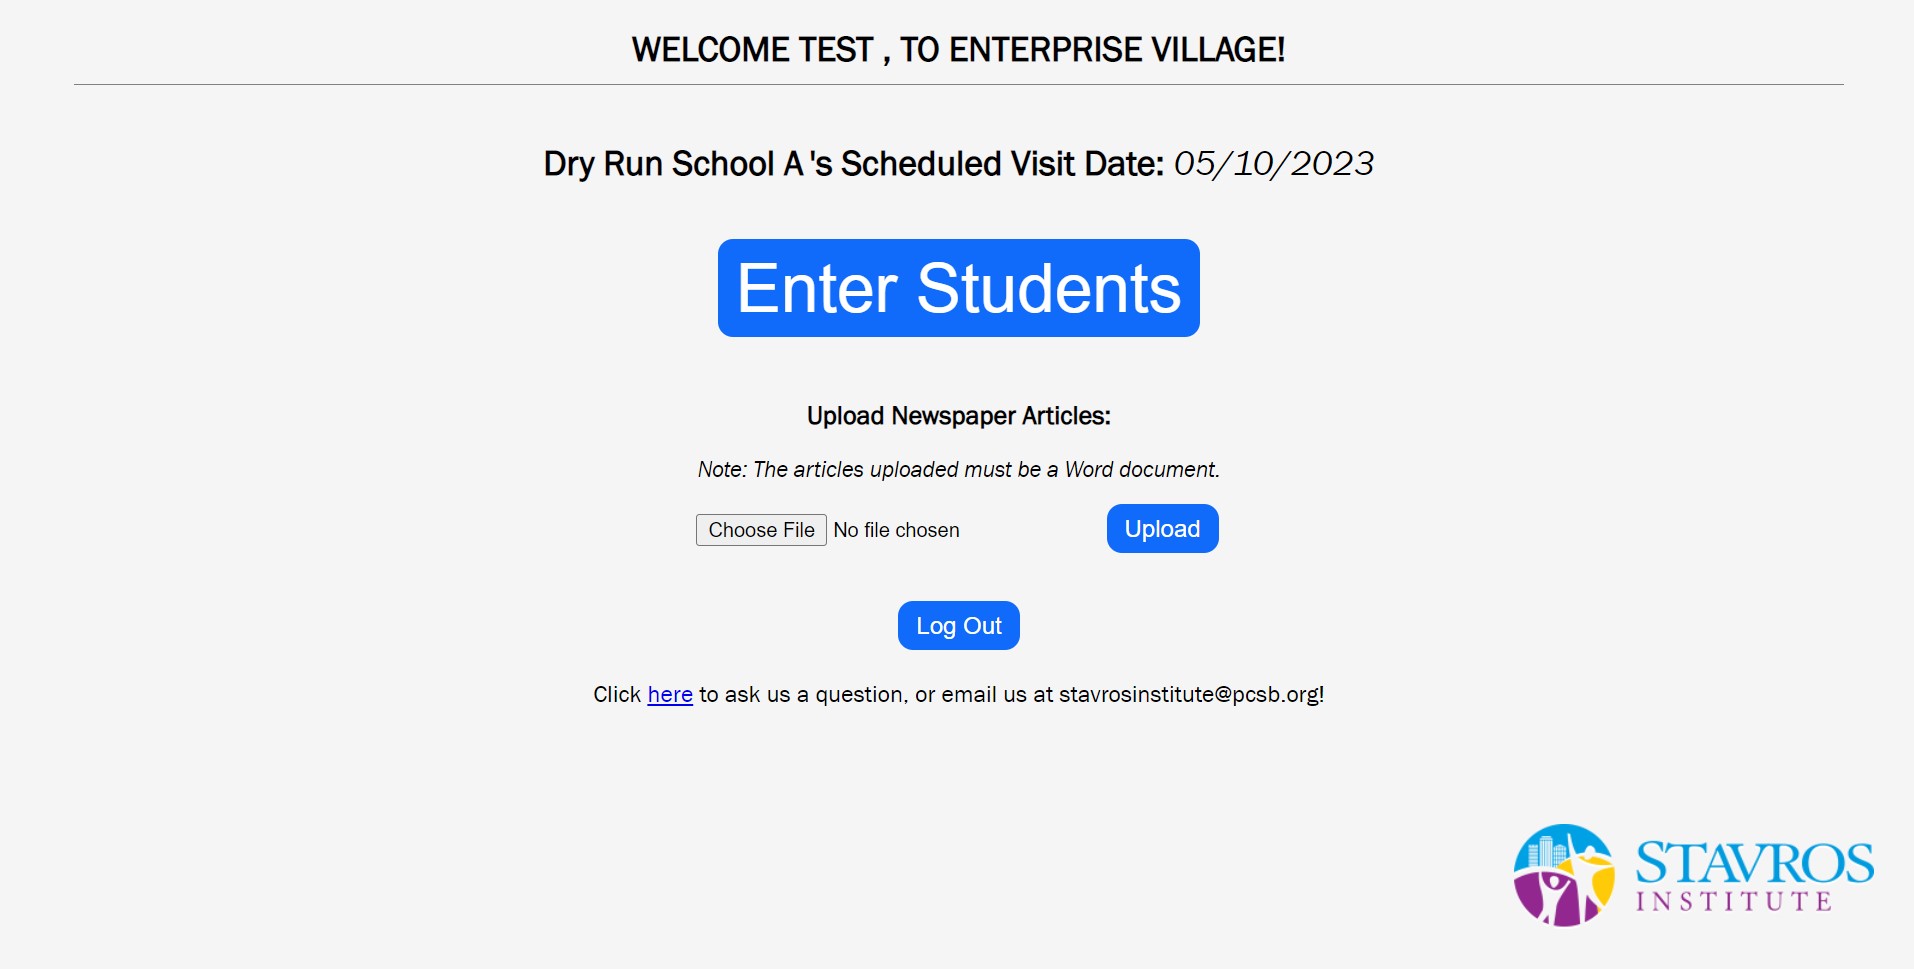 WELCOME TEST , TO ENTERPRISE VILLAGE!
Dry Run School A 's Scheduled Visit Date: 05/10/2023
Enter Students
Upload Newspaper Articles:
Note: The articles uploaded must be a Word document.
Choose File No file chosen Upload
Log Out
Click here to ask us a question, or email us at stavrosinstitute@pcsb.org!
STAVROS
INSTITUTE